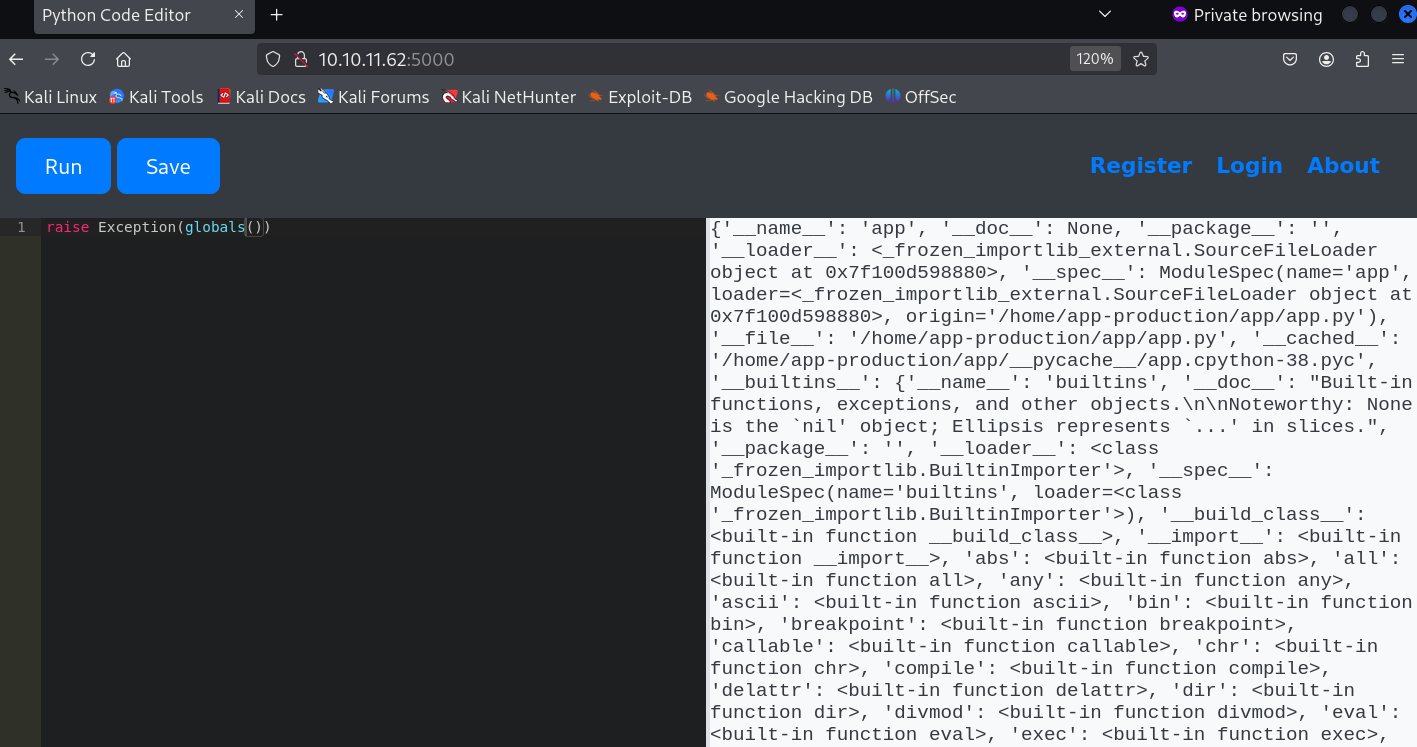 Python Code Editor
Private browsing
10.10.11.62:5000
120%
Kali Linux
Kali Tools
Kali Docs
Kali Forums
Kali NetHunter
Exploit-DB
Google Hacking DB
OffSec
Run
Save
Register
Login
About
1 raise Exception(globals())
{'__name__': 'app', '__doc__': None, '__package__': '',
'__loader__': <_frozen_importlib_external.SourceFileLoader
object at 0x7f100d598880>, '__spec__': ModuleSpec(name='app',
loader=<_frozen_importlib_external.SourceFileLoader object at
0x7f100d598880>, origin='/home/app-production/app/app.py'),
'__file__': '/home/app-production/app/app.py', '__cached__':
'/home/app-production/app/__pycache__/app.cpython-38.pyc',
'__builtins__': {'__name__': 'builtins', '__doc__': "Built-in
functions, exceptions, and other objects.\n\nNoteworthy: None
is the `nil' object; Ellipsis represents `...' in slices.",
'__package__': '', '__loader__': <class
'_frozen_importlib.BuiltinImporter'>, '__spec__':
ModuleSpec(name='builtins', loader=<class
'_frozen_importlib.BuiltinImporter'>), '__build_class__':
<built-in function __build_class__>, '__import__': <built-in
function __import__>, 'abs': <built-in function abs>, 'all':
<built-in function all>, 'any': <built-in function any>,
'ascii': <built-in function ascii>, 'bin': <built-in function
bin>, 'breakpoint': <built-in function breakpoint>,
'callable': <built-in function callable>, 'chr': <built-in
function chr>, 'compile': <built-in function compile>,
'delattr': <built-in function delattr>, 'dir': <built-in
function dir>, 'divmod': <built-in function divmod>, 'eval':
<built-in function eval>, 'exec': <built-in function exec>,